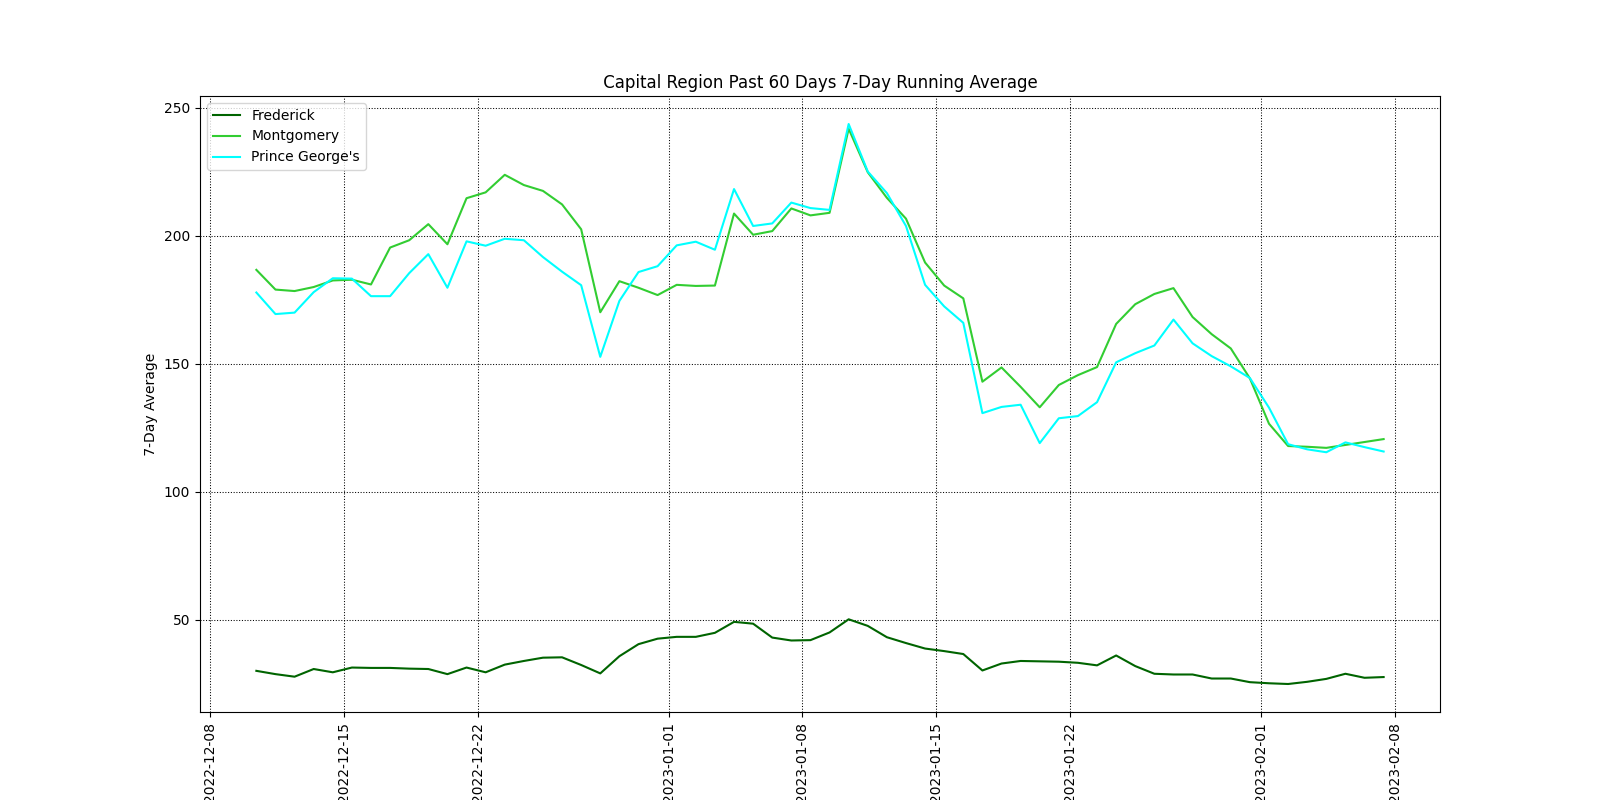 Capital Region Past 60 Days 7-Day Running Average
Frederick
Montgomery
Prince George's
7-Day Average
250
200
150
100
50
2022-12-08
2022-12-15
2022-12-22
2023-01-01
2023-01-08
2023-01-15
2023-01-22
2023-02-01
2023-02-08